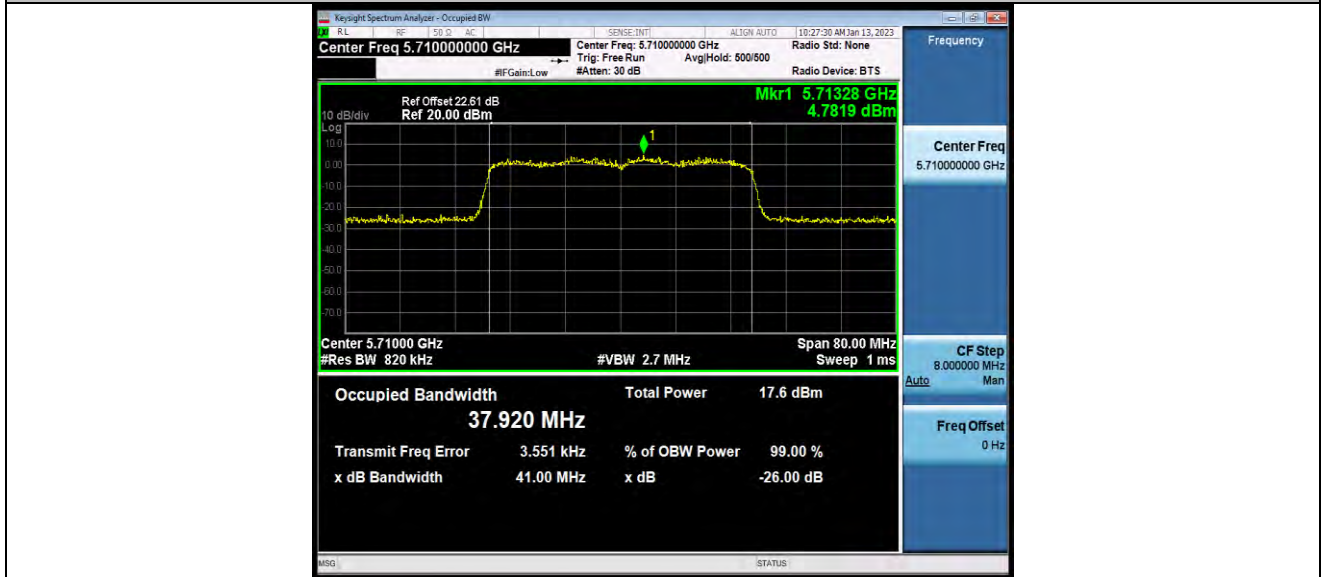 Keysight Spectrum Analyzer - Occupied BW
RL RF 50 Ω AC SENSE:INT ALIGN AUTO 10:27:30 AM Jan 13, 2023
Center Freq 5.710000000 GHz
Center Freq: 5.710000000 GHz Radio Std: None
Trig: Free Run Avg|Hold: 500/500
#IFGain:Low #Atten: 30 dB Radio Device: BTS
Frequency
Mkr1 5.71328 GHz
4.7819 dBm
Ref Offset 22.61 dB
10 dB/div Ref 20.00 dBm
Log
1
10.0
0.00
-10.0
-20.0
-30.0
-40.0
-50.0
-60.0
-70.0
Center 5.71000 GHz Span 80.00 MHz
#Res BW 820 kHz #VBW 2.7 MHz Sweep 1 ms
Occupied Bandwidth Total Power 17.6 dBm
37.920 MHz
Transmit Freq Error 3.551 kHz % of OBW Power 99.00 %
x dB Bandwidth 41.00 MHz x dB -26.00 dB
Center Freq
5.710000000 GHz
CF Step
8.000000 MHz
Auto Man
Freq Offset
0 Hz
MSG STATUS